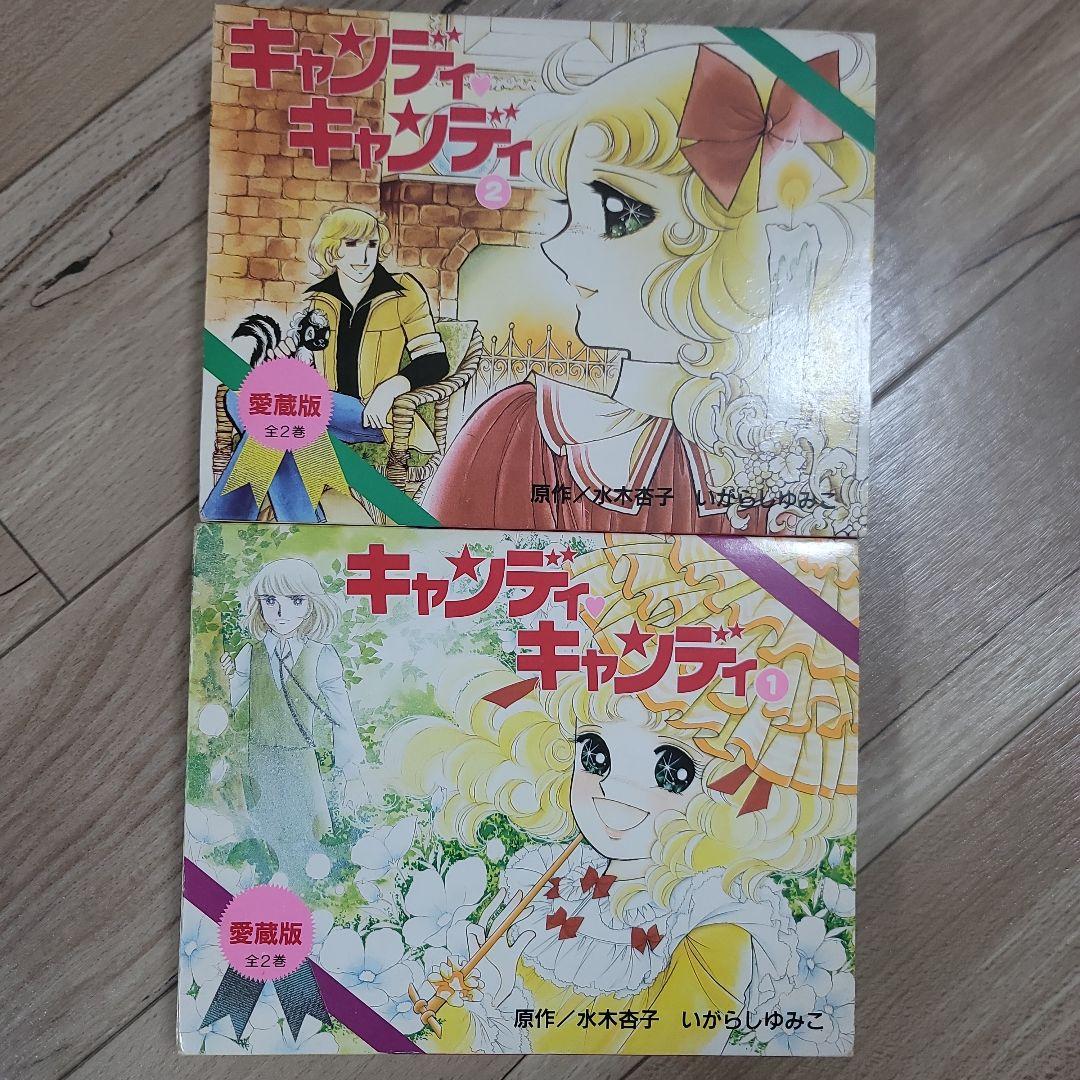 キャンディ♥
キャンディ
2
愛蔵版
全2巻
原作／水木杏子 いがらしゆみこ
キャンディ♥
キャンディ1
愛蔵版
全2巻
原作／水木杏子 いがらしゆみこ